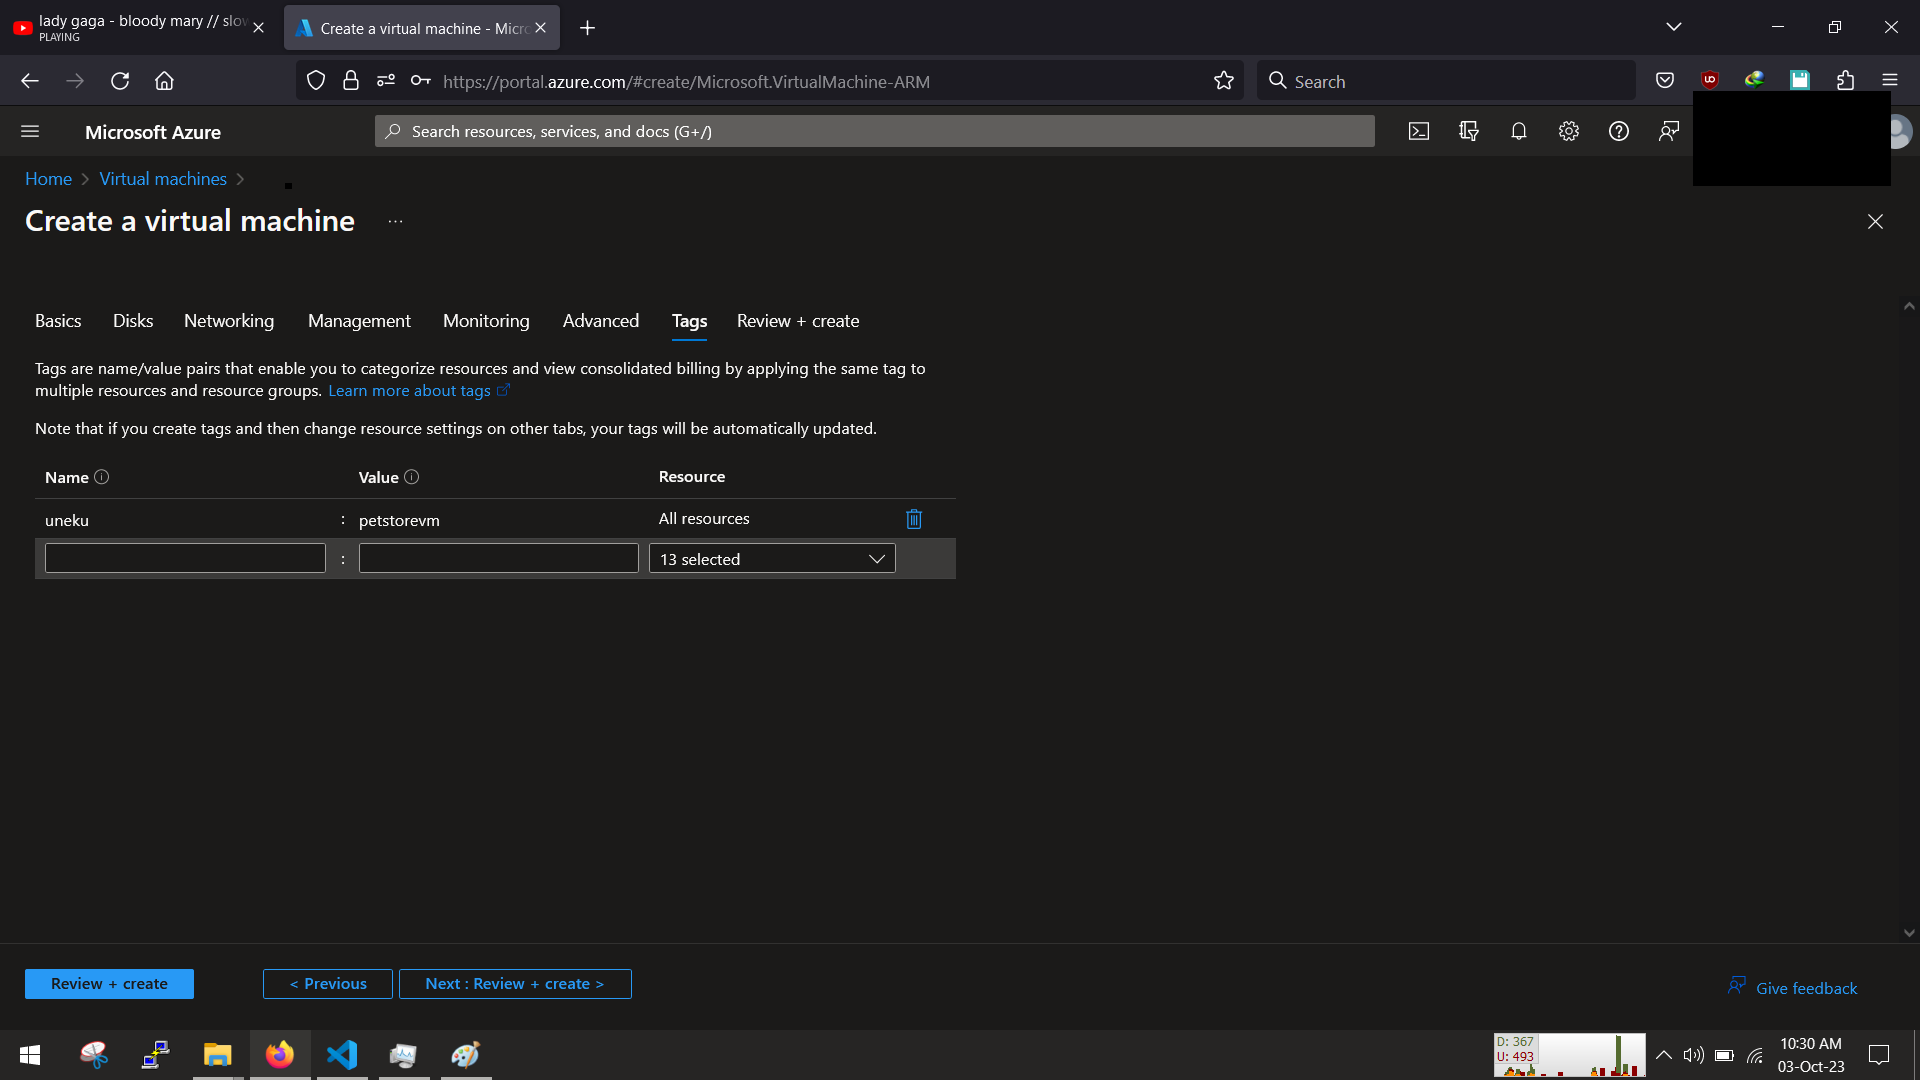 lady gaga - bloody mary // slow
PLAYING
Create a virtual machine - Micro
https://portal.azure.com/#create/Microsoft.VirtualMachine-ARM
Search
Microsoft Azure
Search resources, services, and docs (G+/)
Home > Virtual machines >
Create a virtual machine ...
Basics Disks Networking Management Monitoring Advanced Tags Review + create
Tags are name/value pairs that enable you to categorize resources and view consolidated billing by applying the same tag to
multiple resources and resource groups. Learn more about tags
Note that if you create tags and then change resource settings on other tabs, your tags will be automatically updated.
Name Value Resource
uneku : petstorevm All resources
: 13 selected
Review + create < Previous Next : Review + create >
Give feedback
D: 367
U: 493
10:30 AM
03-Oct-23